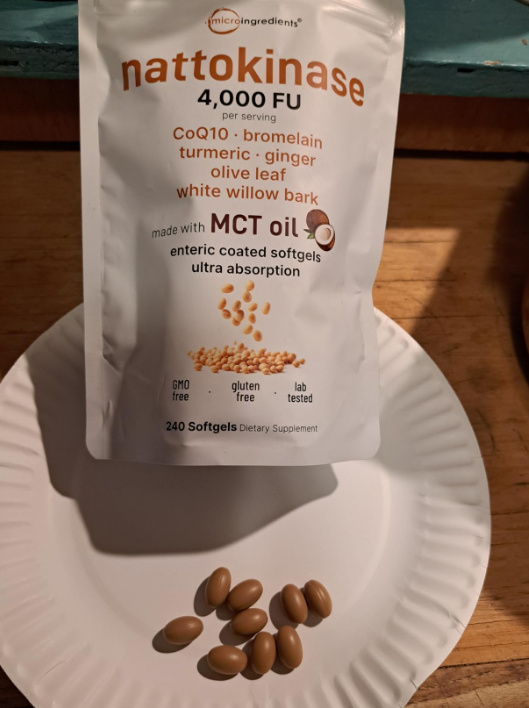 microingredients®
nattokinase
4,000 FU
per serving
CoQ10 · bromelain
turmeric · ginger
olive leaf
white willow bark
made with MCT oil
enteric coated softgels
ultra absorption
GMO free · gluten free · lab tested
240 Softgels Dietary Supplement